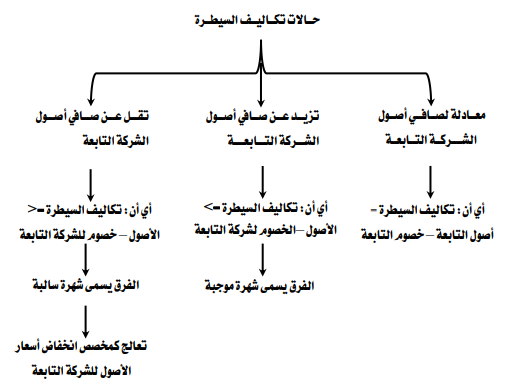 حالات تكاليف السيطرة
معادلة لصافي أصول
الشركة التابعة
تزيد عن صافي أصول
الشركة التابعة
تقل عن صافي أصول
الشركة التابعة
أي أن : تكاليف السيطرة =
أصول التابعة – خصوم التابعة
أي أن : تكاليف السيطرة =>
الأصول –الخصوم لشركة التابعة
أي أن : تكاليف السيطرة =<
الأصول – خصوم للشركة التابعة
الفرق يسمى شهرة موجبة
الفرق يسمى شهرة سالبة
تعالج كمخصص انخفاض أسعار
الأصول للشركة التابعة